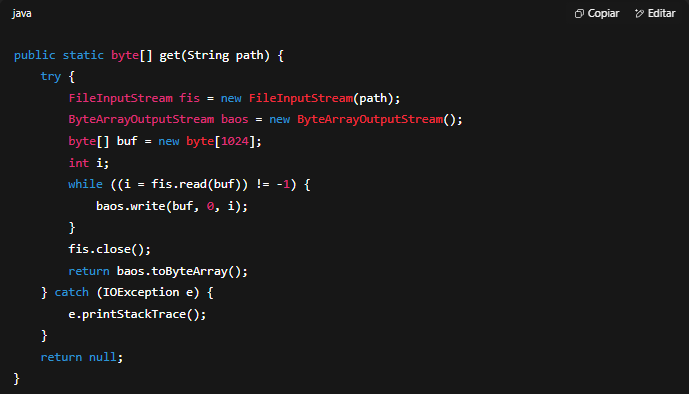 java
Copiar
Editar
public static byte[] get(String path) {
    try {
        FileInputStream fis = new FileInputStream(path);
        ByteArrayOutputStream baos = new ByteArrayOutputStream();
        byte[] buf = new byte[1024];
        int i;
        while ((i = fis.read(buf)) != -1) {
            baos.write(buf, 0, i);
        }
        fis.close();
        return baos.toByteArray();
    } catch (IOException e) {
        e.printStackTrace();
    }
    return null;
}